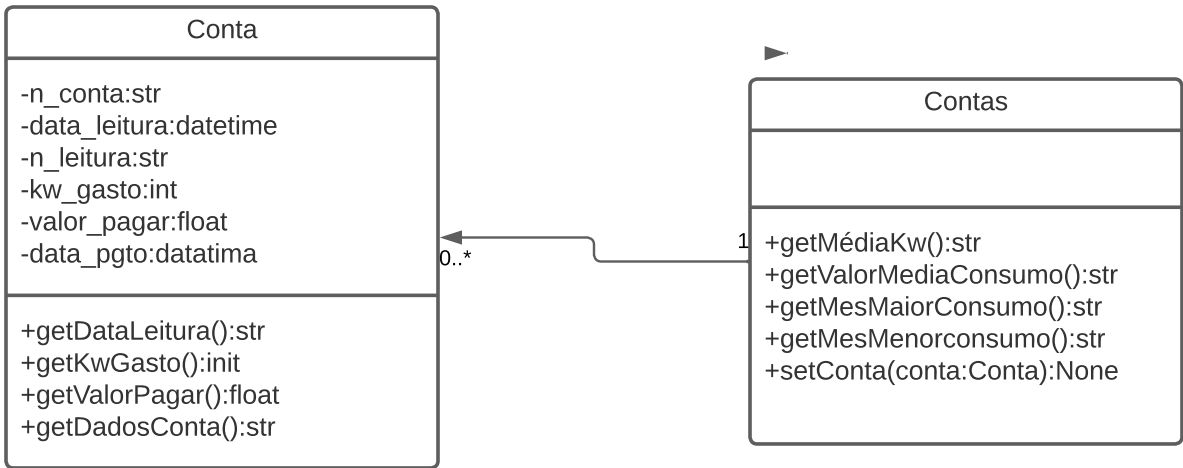 Conta
-n_conta:str
-data_leitura:datetime
-n_leitura:str
-kw_gasto:int
-valor_pagar:float
-data_pgto:datatima
+getDataLeitura():str
+getKwGasto():init
+getValorPagar():float
+getDadosConta():str
0..*
1
Contas
+getMédiaKw():str
+getValorMediaConsumo():str
+getMesMaiorConsumo():str
+getMesMenorconsumo():str
+setConta(conta:Conta):None